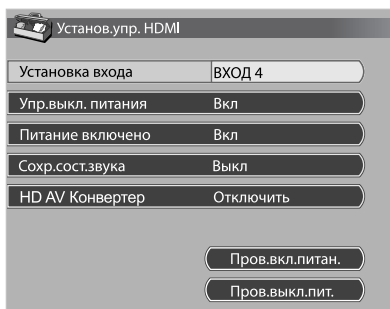 Установ.упр. HDMI
Установка входа ВХОД 4
Упр.выкл. питания Вкл
Питание включено Вкл
Сохр.сост.звука Выкл
HD AV Конвертер Отключить
Пров.вкл.питан.
Пров.выкл.пит.